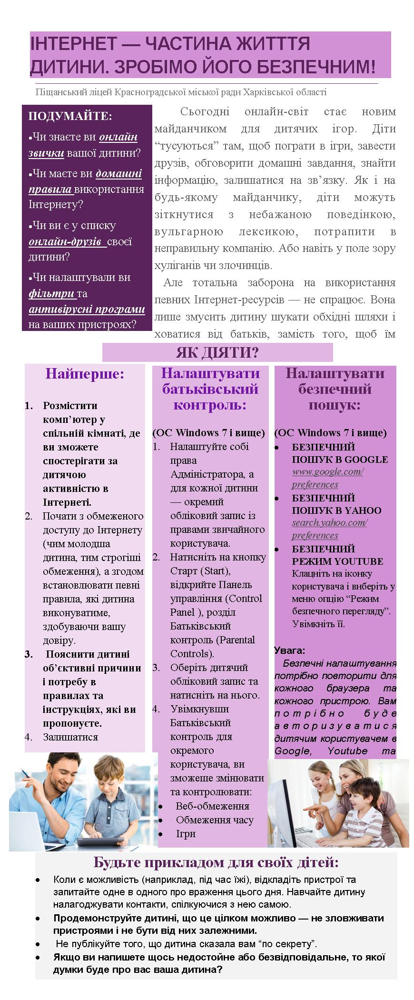 ІНТЕРНЕТ — ЧАСТИНА ЖИТТТЯ
ДИТИНИ. ЗРОБІМО ЙОГО БЕЗПЕЧНИМ!
Піщанський ліцей Красноградської міської ради Харківської області
ПОДУМАЙТЕ:
•Чи знаєте ви онлайн
звички вашої дитини?
•Чи маєте ви домашні
правила використання
Інтернету?
•Чи ви є у списку
онлайн-друзів своєї
дитини?
•Чи налаштували ви
фільтри та
антивірусні програми
на ваших пристроях?
Сьогодні онлайн-світ стає новим
майданчиком для дитячих ігор. Діти
“тусуються” там, щоб пограти в ігри, завести
друзів, обговорити домашні завдання, знайти
інформацію, залишатися на зв’язку. Як і на
будь-якому майданчику, діти можуть
зіткнутися з небажаною поведінкою,
вульгарною лексикою, потрапити в
неправильну компанію. Або навіть у поле зору
хуліганів чи злочинців.
Але тотальна заборона на використання
певних Інтернет-ресурсів — не спрацює. Вона
лише змусить дитину шукати обхідні шляхи і
ховатися від батьків, замість того, щоб їм
ЯК ДІЯТИ?
Найперше:
1. Розмістити
комп’ютер у
спільній кімнаті, де
ви зможете
спостерігати за
дитячою
активністю в
Інтернеті.
2. Почати з обмеженого
доступу до Інтернету
(чим молодша
дитина, тим строгіші
обмеження), а згодом
встановлювати певні
правила, які дитина
виконуватиме,
здобуваючи вашу
довіру.
3. Пояснити дитині
об’єктивні причини
і потребу в
правилах та
інструкціях, які ви
пропонуєте.
4. Залишатися
Налаштувати
батьківський
контроль:
(ОС Windows 7 і вище)
1. Налаштуйте собі
права
Адміністратора, а
для кожної дитини
— окремий
обліковий запис із
правами звичайного
користувача.
2. Натисніть на кнопку
Старт (Start),
відкрийте Панель
управління (Control
Panel ), розділ
Батьківський
контроль (Parental
Controls).
3. Оберіть дитячий
обліковий запис та
натисніть на нього.
4. Увімкнувши
Батьківський
контроль для
окремого
користувача, ви
зможеше змінювати
та контролювати:
• Веб-обмеження
• Обмеження часу
• Ігри
Налаштувати
безпечний
пошук:
(ОС Windows 7 і вище)
• БЕЗПЕЧНИЙ
ПОШУК В GOOGLE
www.google.com/
preferences
• БЕЗПЕЧНИЙ
ПОШУК В YAHOO
search.yahoo.com/
preferences
• БЕЗПЕЧНИЙ
РЕЖИМ YOUTUBE
Клацніть на іконку
користувача і виберіть у
меню опцію “Режим
безпечного перегляду”.
Увімкніть її.
Увага:
Безпечні налаштування
потрібно повторити для
кожного браузера та
кожного пристрою. Вам
потрібно буде
авторизуватися
дитячим користувачем в
Google, Youtube та
Будьте прикладом для своїх дітей:
• Коли є можливість (наприклад, під час їжі), відкладіть пристрої та
запитайте одне в одного про враження цього дня. Навчайте дитину
налагоджувати контакти, спілкуючися з нею самою.
• Продемонструйте дитині, що це цілком можливо — не зловживати
пристроями і не бути від них залежними.
• Не публікуйте того, що дитина сказала вам “по секрету”.
• Якщо ви напишете щось недостойне або безвідповідальне, то якої
думки буде про вас ваша дитина?